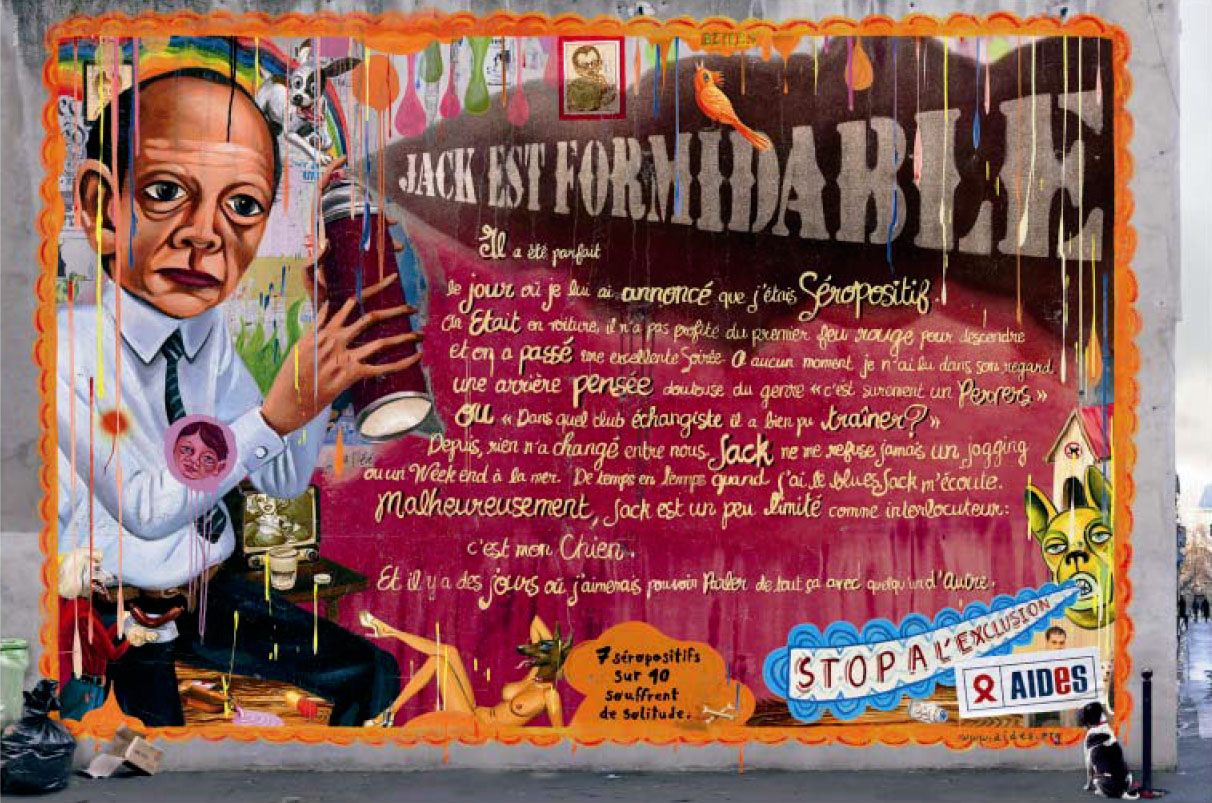 JACK EST FORMIDABLE
Il a été parfait
le jour où je lui ai annoncé que j'étais Séropositif.
On Etait en voiture, il n'a pas profité du premier feu rouge pour descendre
et on a passé une excellente Soirée. A aucun moment je n'ai lu dans son regard
une arrière pensée douteuse du genre « c'est surement un Pervers »
ou « Dans quel club échangiste il a bien pu traîner? »
Depuis, rien n'a changé entre nous. Jack ne me refuse jamais un jogging
ou un Week end à la mer. De temps en temps quand j'ai le blues Jack m'écoute.
Malheureusement, Jack est un peu limité comme interlocuteur:
c'est mon Chien.
Et il y a des jours où j'aimerais pouvoir Parler de tout ça avec quelqu'un d'Autre.
7 séropositifs
sur 10
souffrent
de solitude.
STOP A L'EXCLUSION
AIDES
www.aides.org